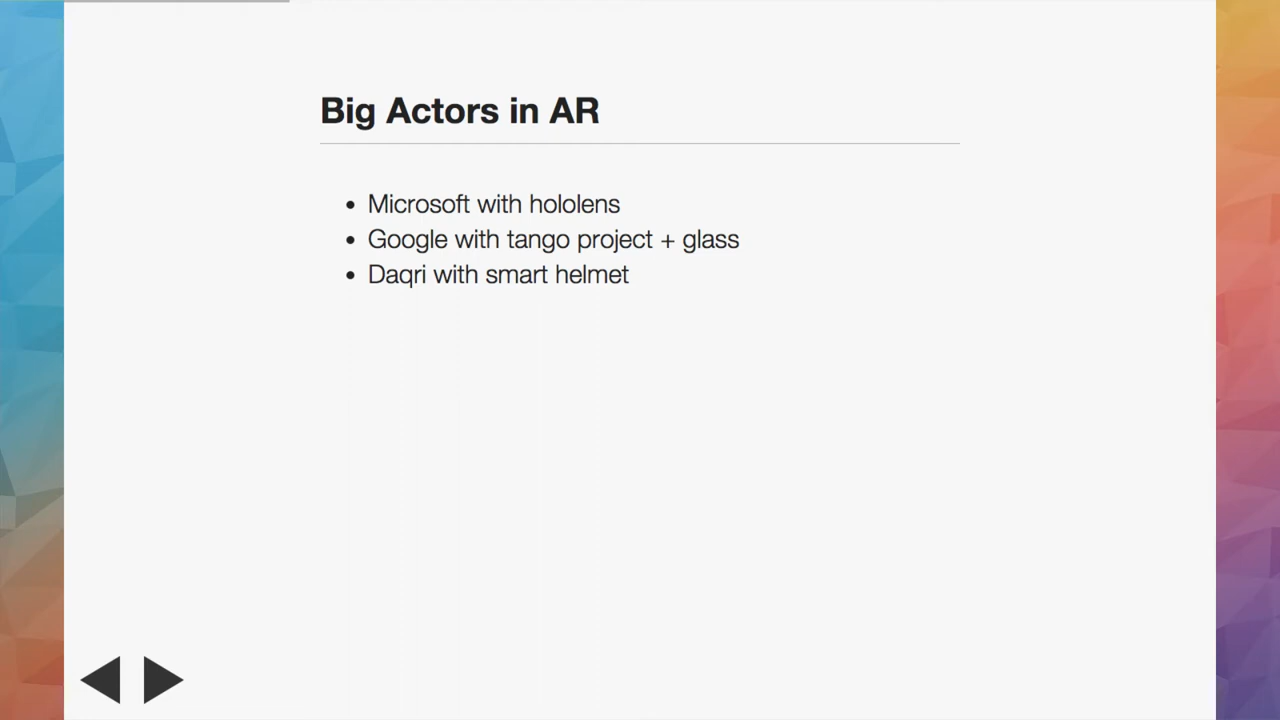 Big Actors in AR
Microsoft with hololens
Google with tango project + glass
Daqri with smart helmet